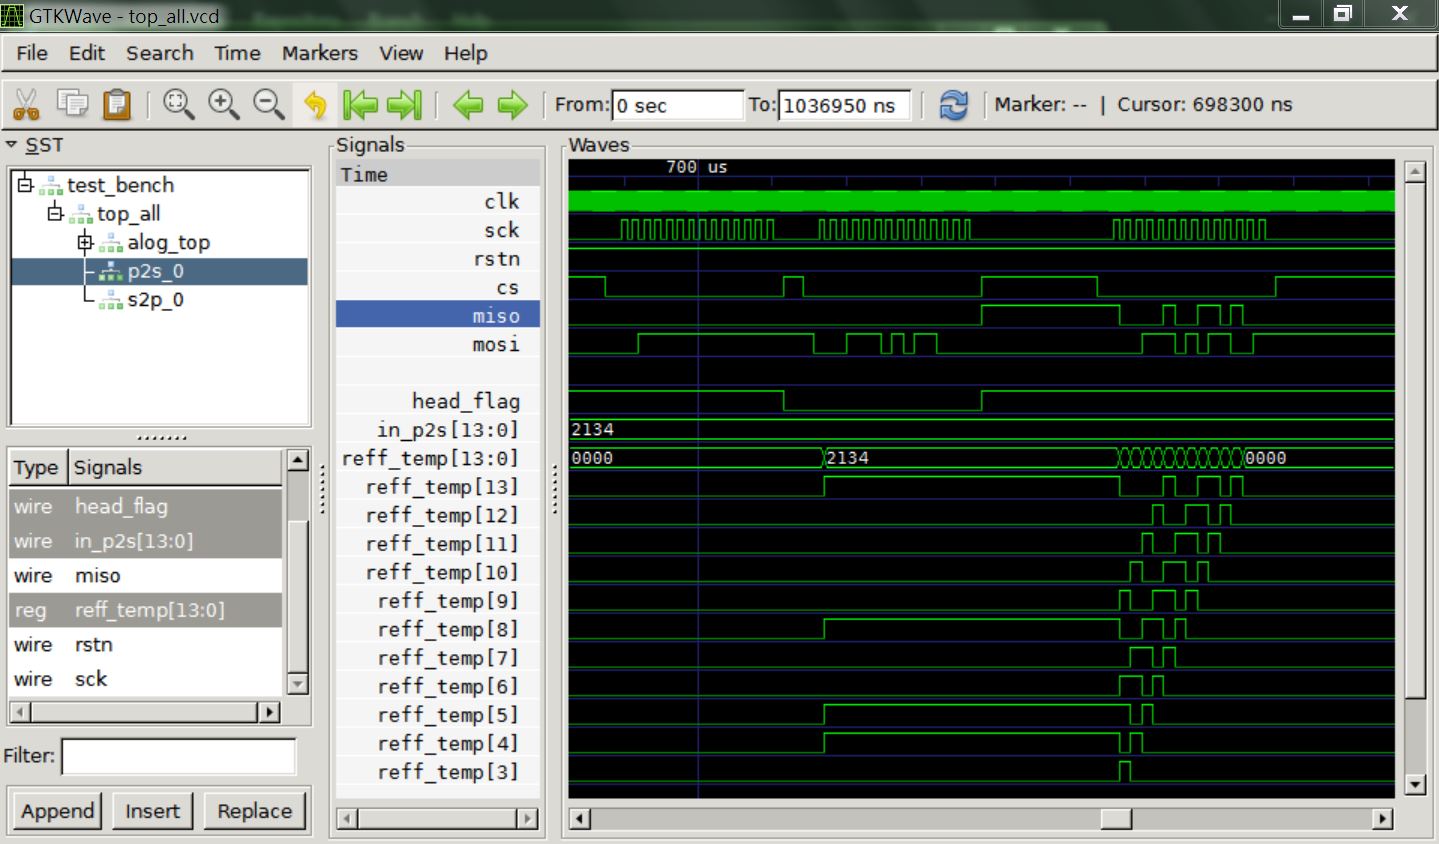 GTKWave - top_all.vcd
File Edit Search Time Markers View Help
From: 0 sec To: 1036950 ns Marker: -- | Cursor: 698300 ns
SST
test_bench
top_all
alog_top
p2s_0
s2p_0
Type Signals
wire head_flag
wire in_p2s[13:0]
wire miso
reg reff_temp[13:0]
wire rstn
wire sck
Filter:
Append Insert Replace
Signals
Time
clk
sck
rstn
cs
miso
mosi
head_flag
in_p2s[13:0]
reff_temp[13:0]
reff_temp[13]
reff_temp[12]
reff_temp[11]
reff_temp[10]
reff_temp[9]
reff_temp[8]
reff_temp[7]
reff_temp[6]
reff_temp[5]
reff_temp[4]
reff_temp[3]
Waves
700 us
2134
0000 2134 0000